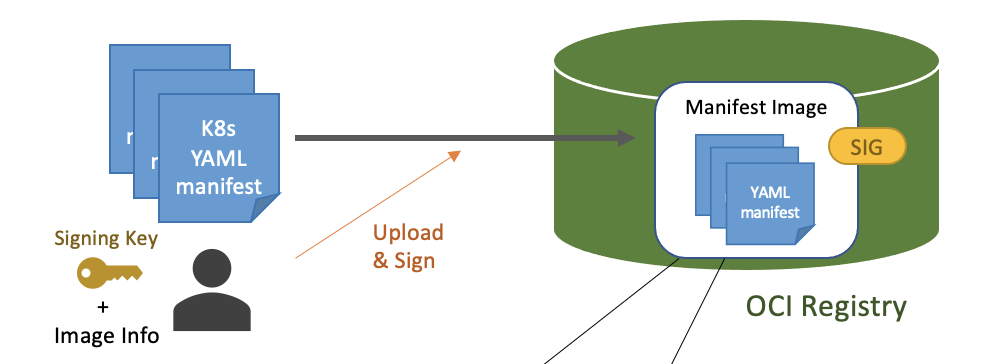 K8s
YAML
manifest
Signing Key
+
Image Info
Upload
& Sign
Manifest Image
SIG
YAML
manifest
OCI Registry